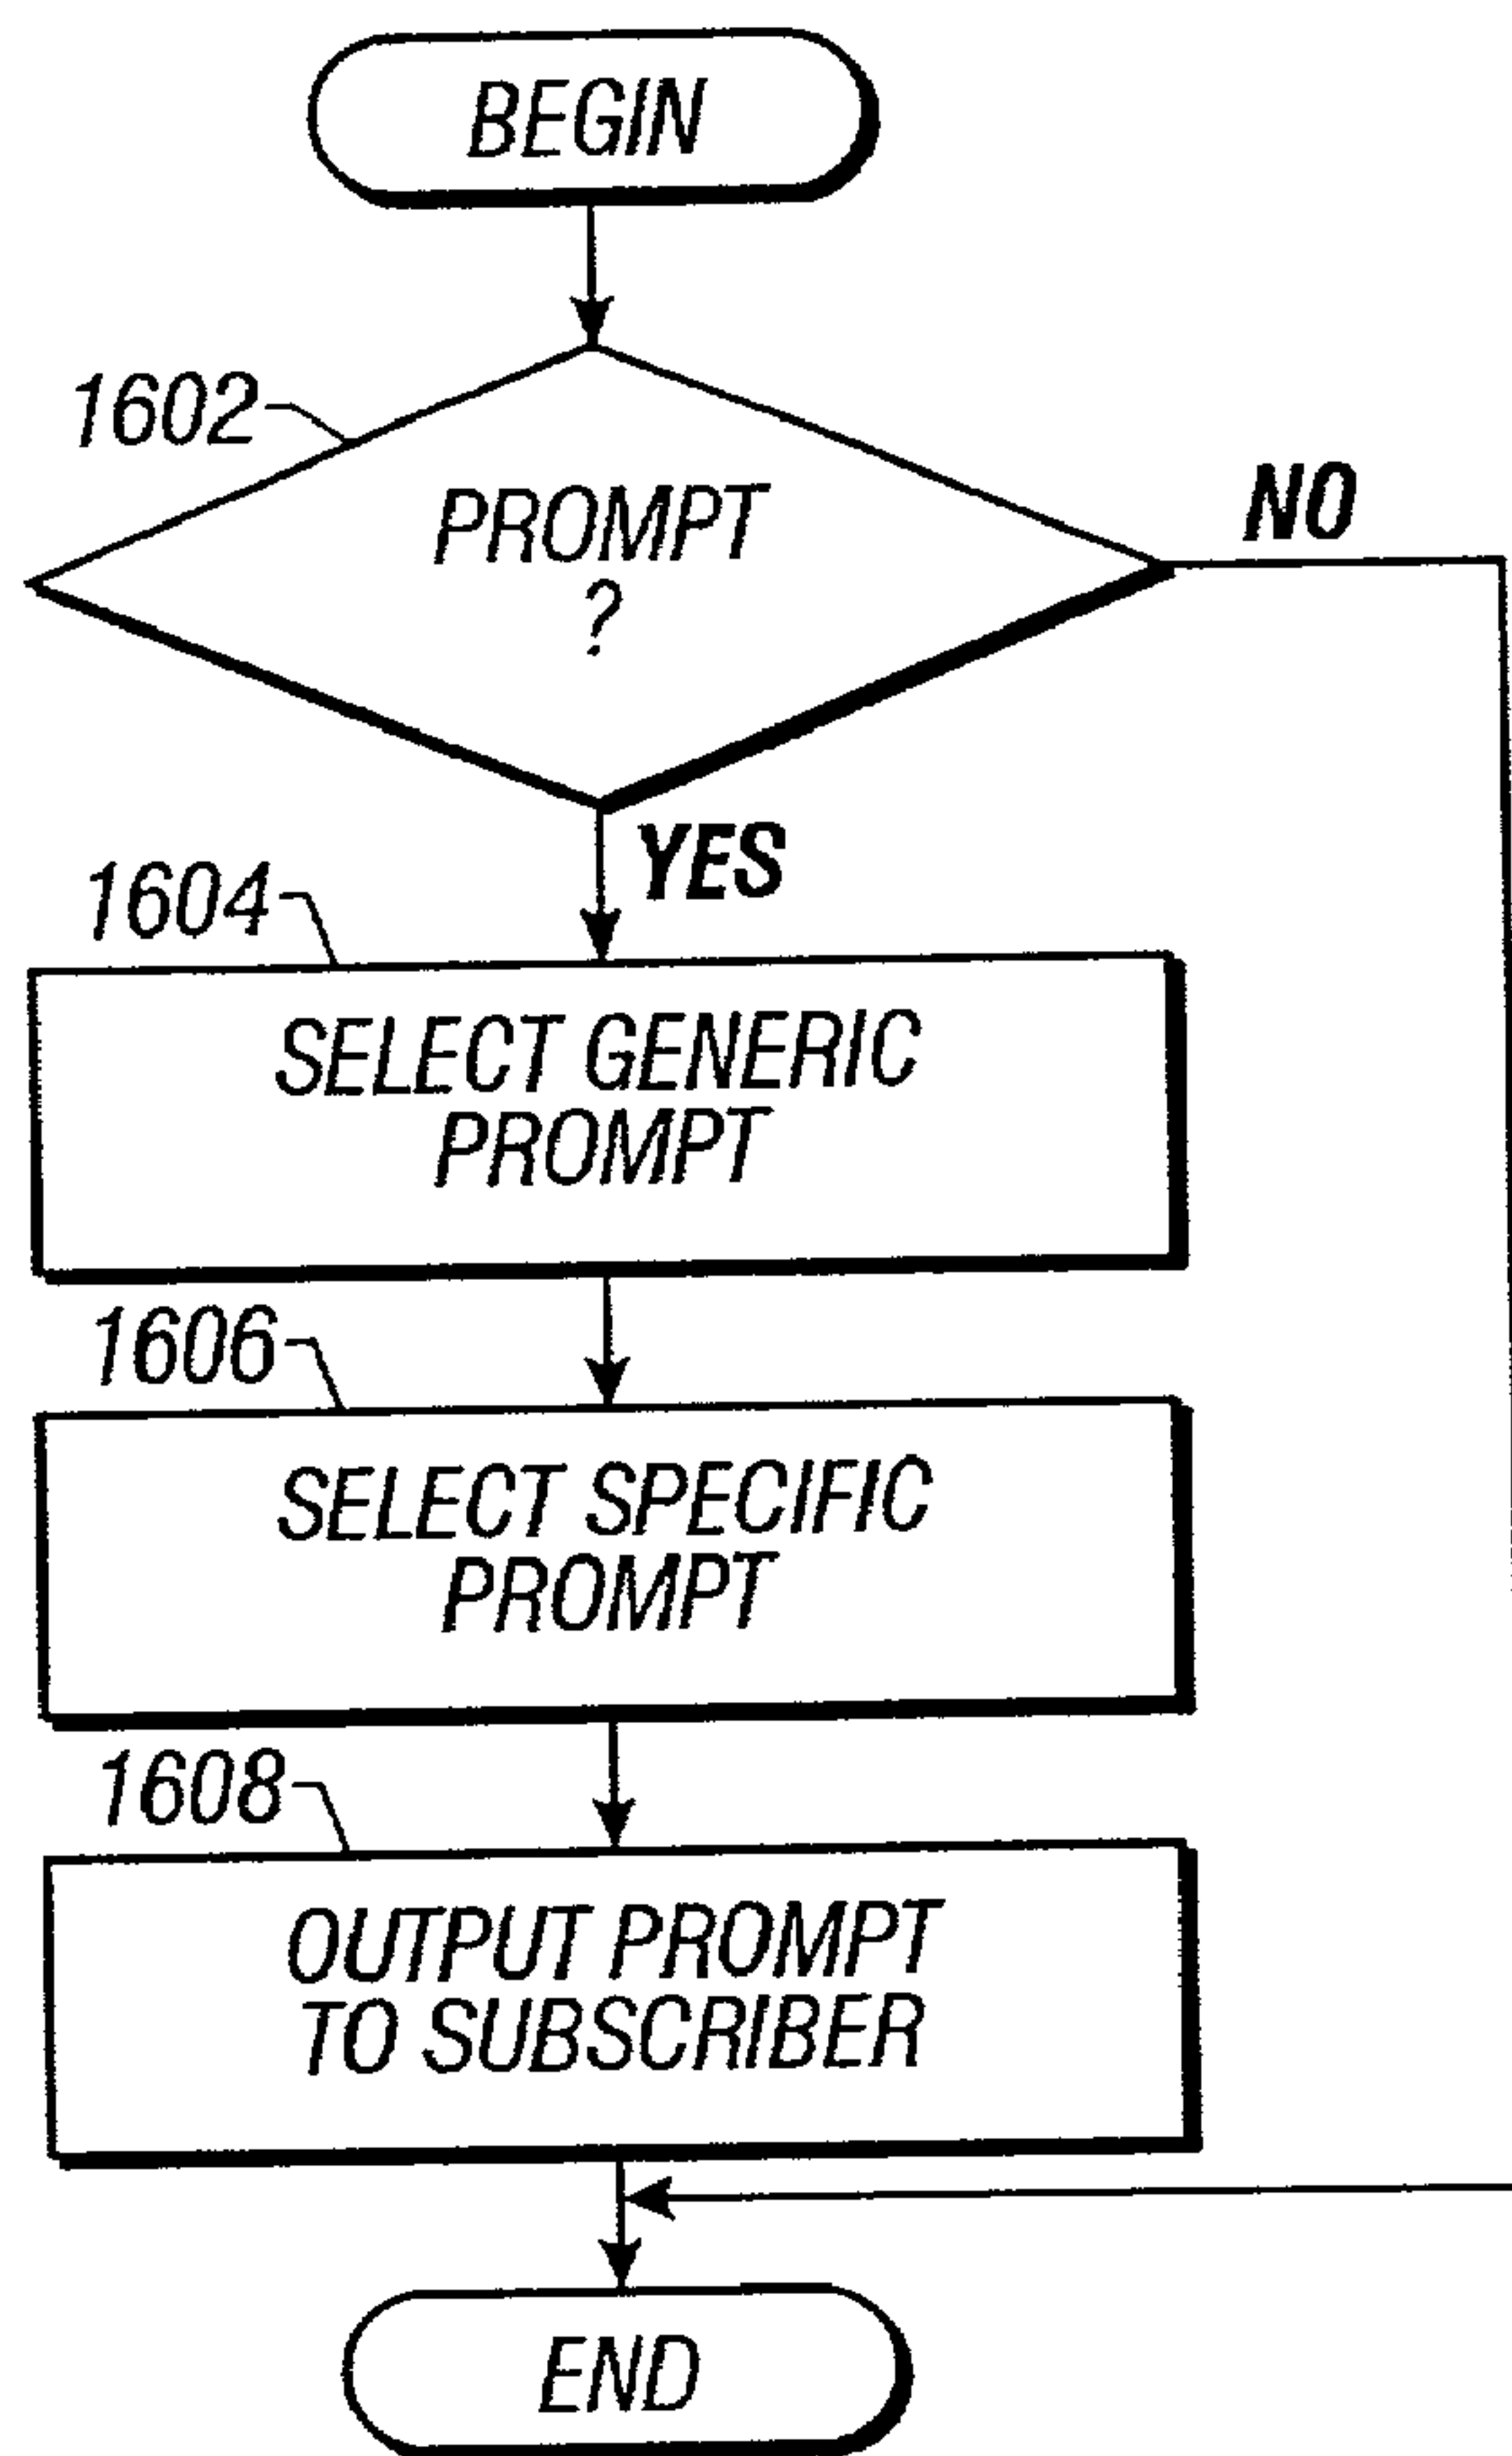 BEGIN
1602
PROMPT
?
NO
YES
1604
SELECT GENERIC
PROMPT
1606
SELECT SPECIFIC
PROMPT
1608
OUTPUT PROMPT
TO SUBSCRIBER
END